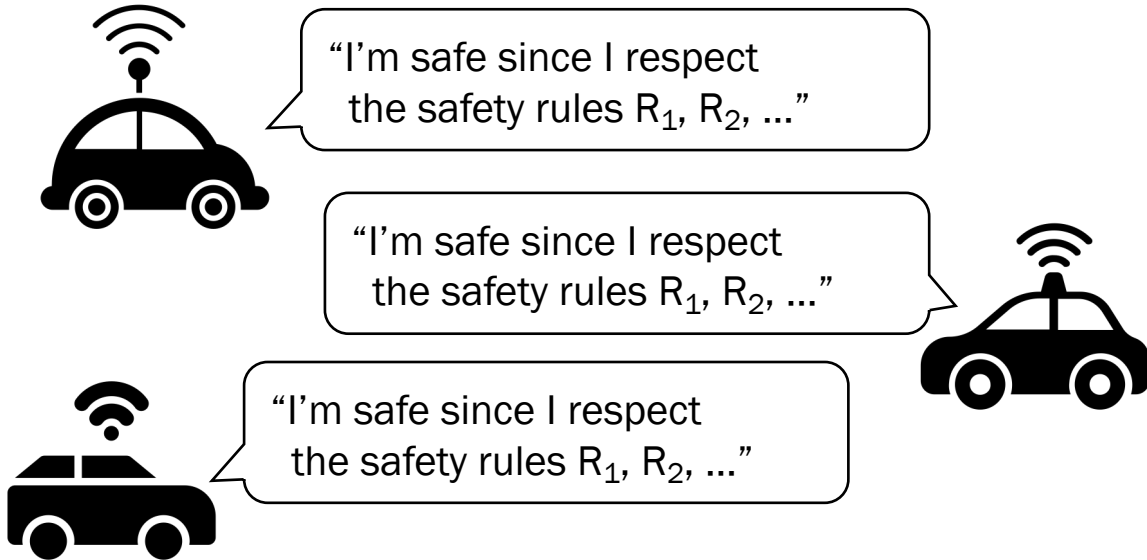 “I’m safe since I respect
the safety rules R₁, R₂, ...”
“I’m safe since I respect
the safety rules R₁, R₂, ...”
“I’m safe since I respect
the safety rules R₁, R₂, ...”